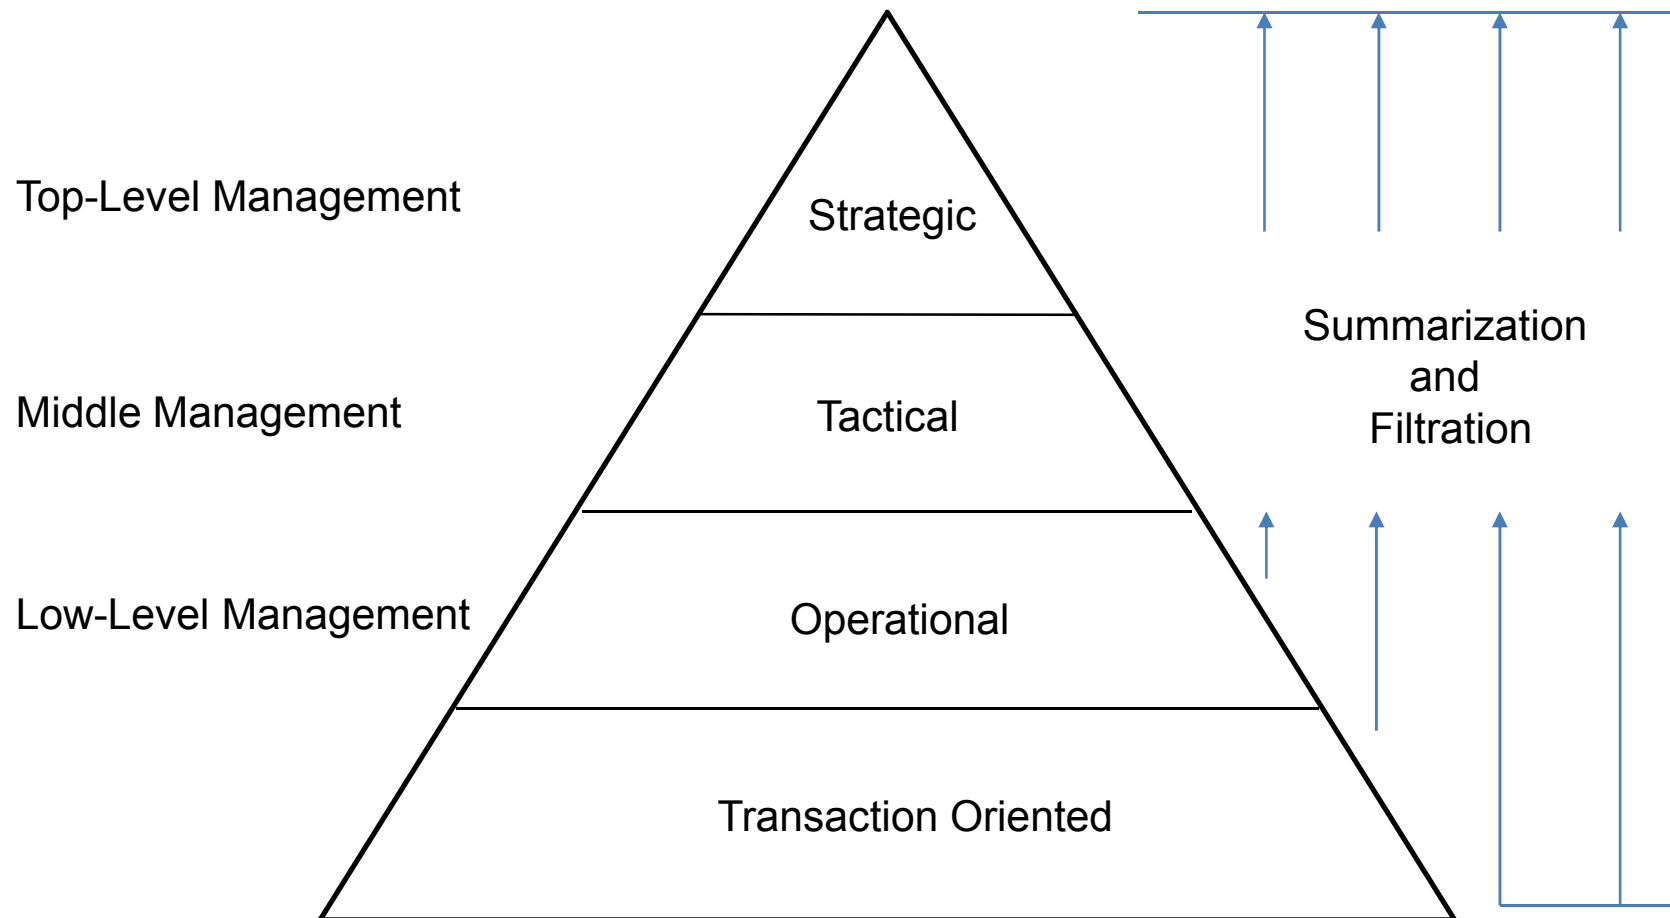 Top-Level Management
Strategic
Summarization
and
Filtration
Middle Management
Tactical
Low-Level Management
Operational
Transaction Oriented